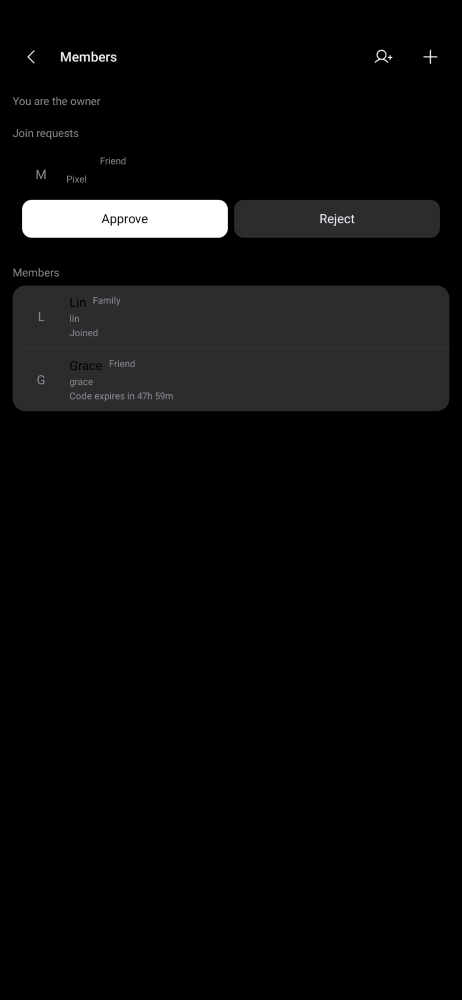 Members
You are the owner
Join requests
M
Friend
Pixel
Approve Reject
Members
L
Lin Family
lin
Joined
G
Grace Friend
grace
Code expires in 47h 59m